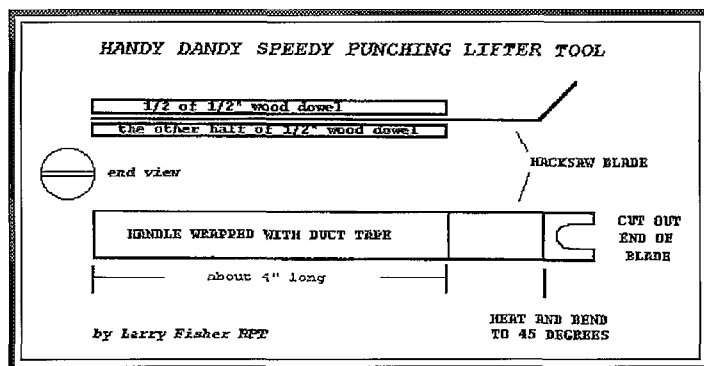 HANDY DANDY SPEEDY PUNCHING LIFTER TOOL
1/2 of 1/2" wood dowel
the other half of 1/2" wood dowel
end view
HACKSAW BLADE
HANDLE WRAPPED WITH DUCT TAPE
CUT OUT
END OF
BLADE
about 4" long
HEAT AND BEND
TO 45 DEGREES
by Larry Fisher RPT